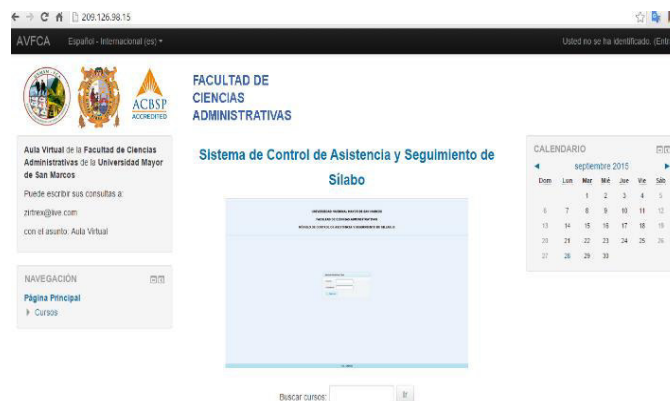 209.126.98.15
AVFCA Español - Internacional (es) Usted no se ha identificado. (Entr
ACBSP
ACCREDITED
FACULTAD DE
CIENCIAS
ADMINISTRATIVAS
Aula Virtual de la Facultad de Ciencias
Administrativas de la Universidad Mayor
de San Marcos
Puede escribir sus consultas a:
zirtrex@live.com
con el asunto: Aula Virtual
NAVEGACIÓN
Página Principal
Cursos
Sistema de Control de Asistencia y Seguimiento de
Sílabo
Buscar cursos: Ir
CALENDARIO
septiembre 2015
Dom Lun Mar Mié Jue Vie Sáb
1 2 3 4 5
6 7 8 9 10 11 12
13 14 15 16 17 18 19
20 21 22 23 24 25 26
27 28 29 30